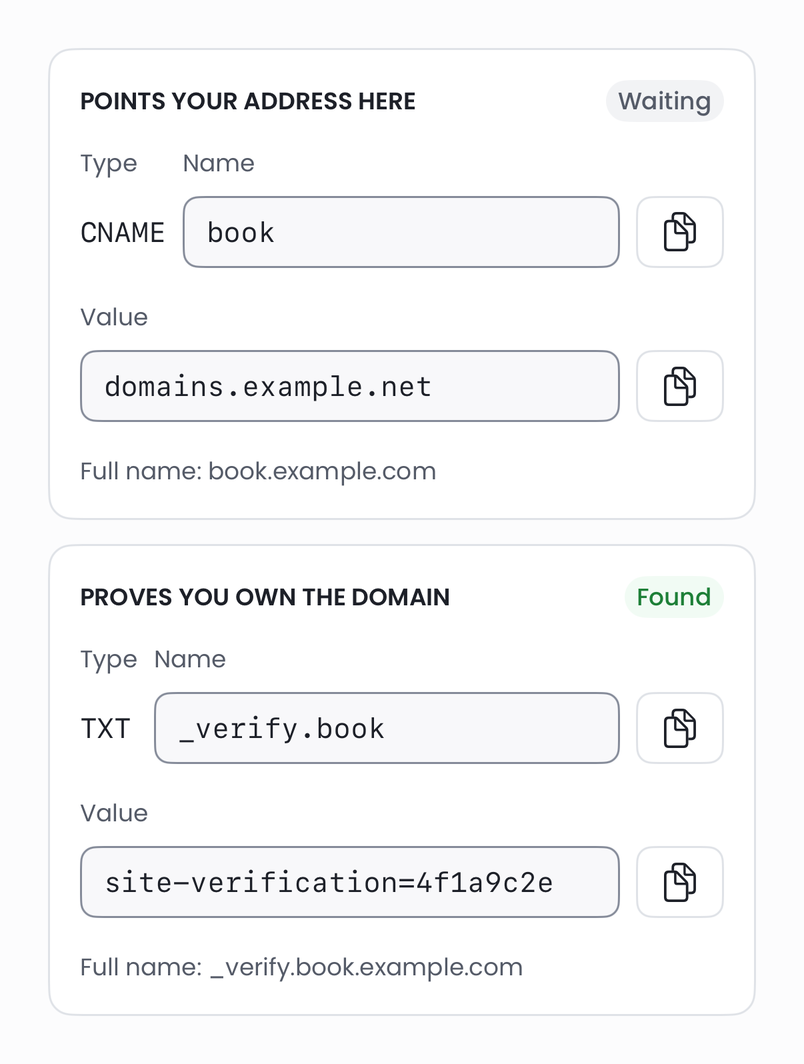 POINTS YOUR ADDRESS HERE Waiting
Type Name
CNAME book
Value
domains.example.net
Full name: book.example.com
PROVES YOU OWN THE DOMAIN Found
Type Name
TXT _verify.book
Value
site-verification=4f1a9c2e
Full name: _verify.book.example.com